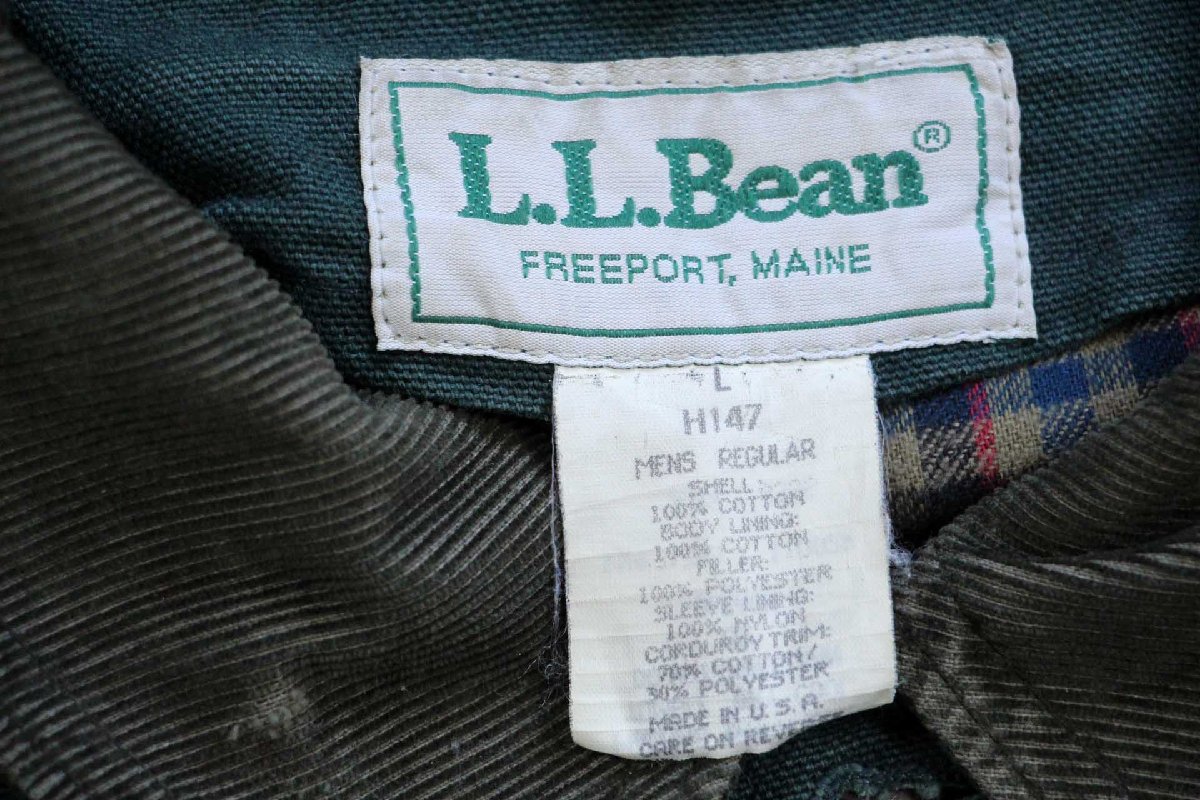 L.L.Bean®
FREEPORT, MAINE
L
H147
MENS REGULAR
SHELL:
100% COTTON
BODY LINING:
100% COTTON
FILLER:
100% POLYESTER
SLEEVE LINING:
100% NYLON
CORDUROY TRIM:
70% COTTON/
30% POLYESTER
MADE IN U.S.A.
CARE ON REVERSE